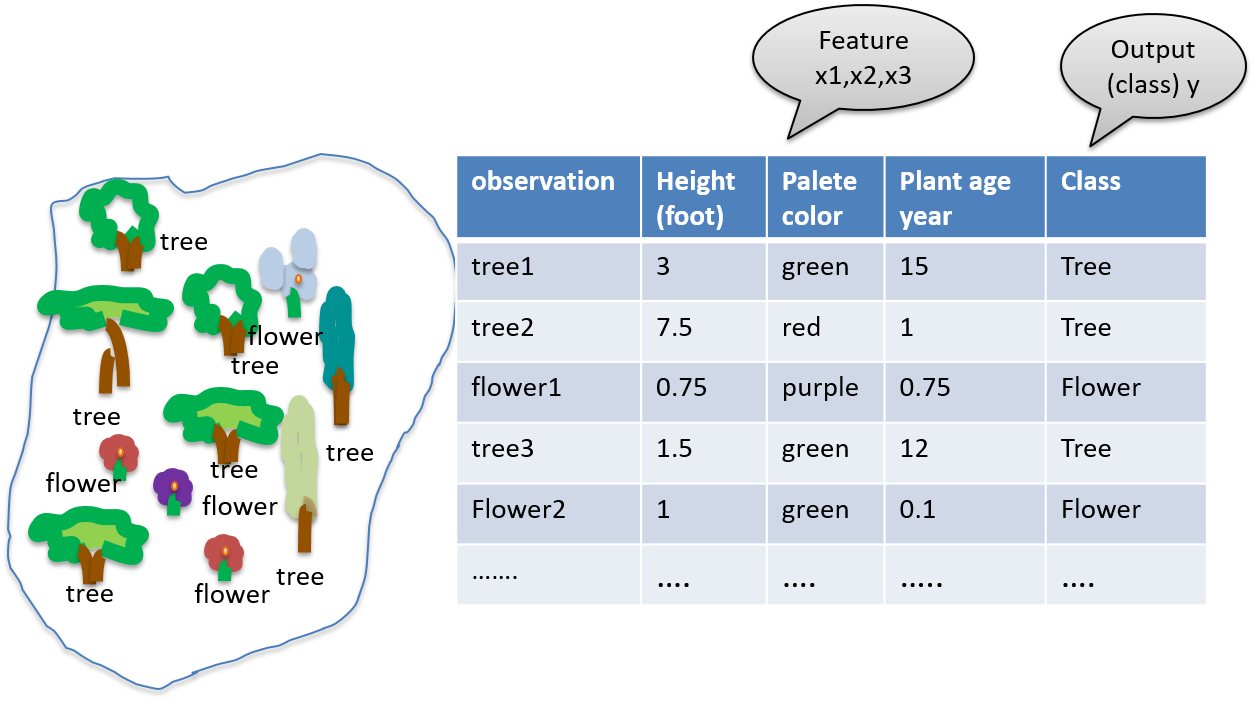 Feature
x1,x2,x3
Output
(class) y
tree
flower
tree
tree
tree
tree
flower
flower
tree
flower
tree
observation Height (foot) Palete color Plant age year Class
tree1 3 green 15 Tree
tree2 7.5 red 1 Tree
flower1 0.75 purple 0.75 Flower
tree3 1.5 green 12 Tree
Flower2 1 green 0.1 Flower
....... .... .... ..... ....